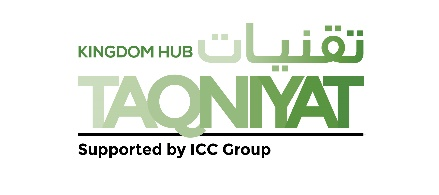 KINGDOM HUB تقنيات
TAQNIYAT
Supported by ICC Group